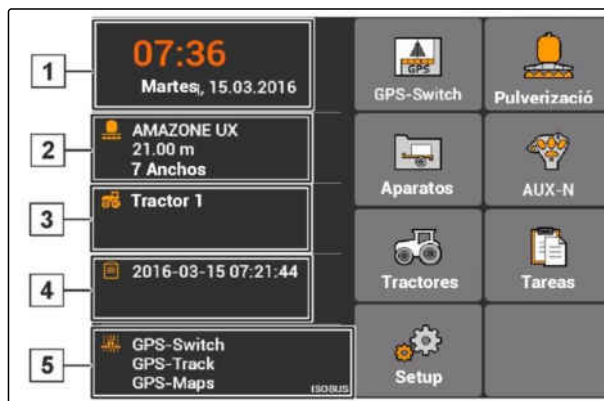 1
07:36
Martes, 15.03.2016
2
AMAZONE UX
21.00 m
7 Anchos
3
Tractor 1
4
2016-03-15 07:21:44
5
GPS-Switch
GPS-Track
GPS-Maps
ISOBUS
GPS
GPS-Switch
Pulverizació
Aparatos
AUX-N
Tractores
Tareas
Setup